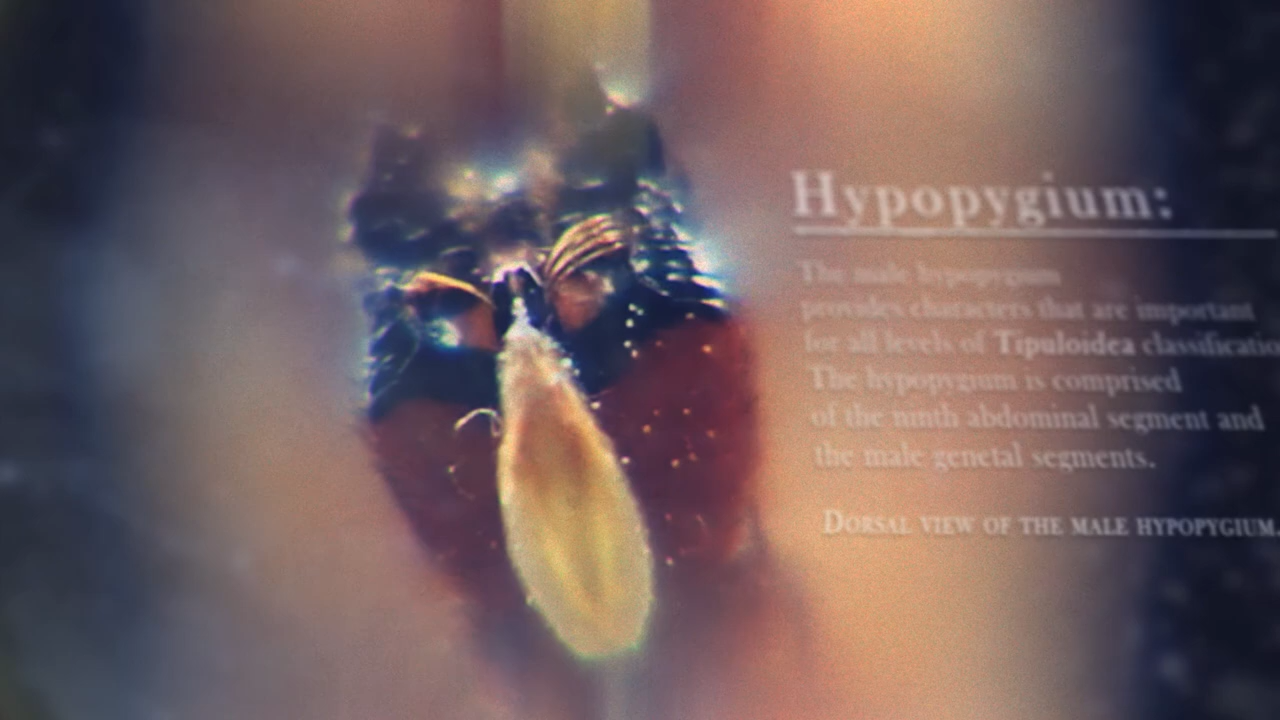 Hypopygium:
The male hypopygium
provides characters that are important
for all levels of Tipuloidea classificatio
The hypopygium is comprised
of the ninth abdominal segment and
the male genetal segments.
DORSAL VIEW OF THE MALE HYPOPYGIUM.